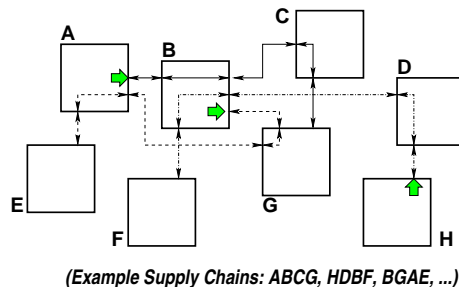 C
A
B
D
E
F
G
H
(Example Supply Chains: ABCG, HDBF, BGAE, ...)